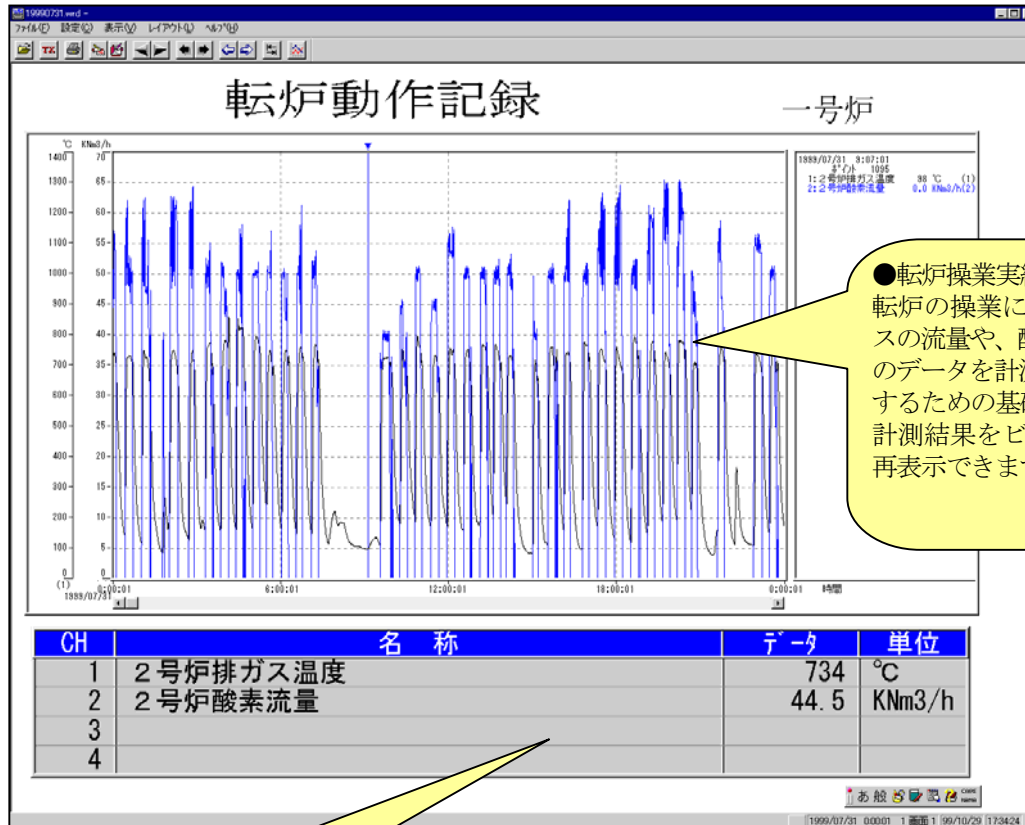 19990731.wrd -
ファイル(F) 設定(Q) 表示(V) レイアウト(L) ヘルプ(H)
TZ
転炉動作記録
一号炉
℃ KNm3/h
1400 70
1300 65
1200 60
1100 55
1000 50
900 45
800 40
700 35
600 30
500 25
400 20
300 15
200 10
100 5
0 0
(1)
0:00:01 6:00:01 12:00:01 18:00:01 0:00:01 時間
1999/07/31
1999/07/31 9:07:01
ポイント 1095
1:2号炉排ガス温度 98 ℃ (1)
2:2号炉酸素流量 0.0 KNm3/h(2)
●転炉操業実
転炉の操業に
スの流量や、
のデータを計
するための基
計測結果をビ
再表示できま
CH 名 称 データ 単位
1 2号炉排ガス温度 734 ℃
2 2号炉酸素流量 44.5 KNm3/h
3
4
あ 般 CAPS KANA
1999/07/31 0:00:01 1 画面1 99/10/29 17:34:24